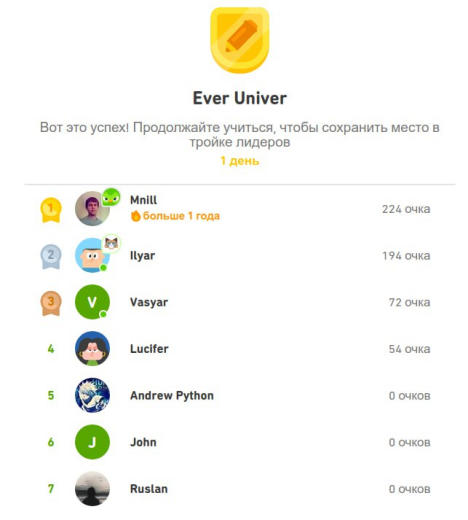 Ever Univer
Вот это успех! Продолжайте учиться, чтобы сохранить место в
тройке лидеров
1 день
1 Mnill 224 очка
больше 1 года
2 Ilyar 194 очка
3 V Vasyar 72 очка
4 Lucifer 54 очка
5 Andrew Python 0 очков
6 J John 0 очков
7 Ruslan 0 очков